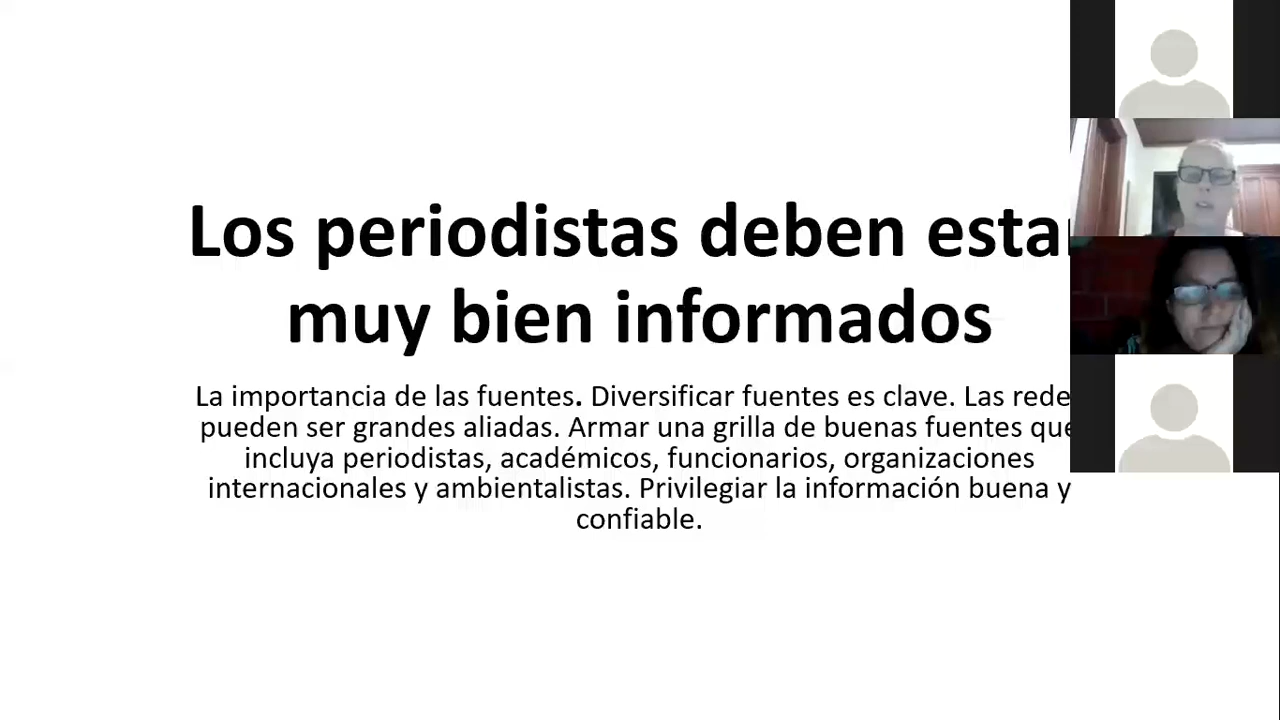 Los periodistas deben estar
muy bien informados
La importancia de las fuentes. Diversificar fuentes es clave. Las rede
pueden ser grandes aliadas. Armar una grilla de buenas fuentes que
incluya periodistas, académicos, funcionarios, organizaciones
internacionales y ambientalistas. Privilegiar la información buena y
confiable.